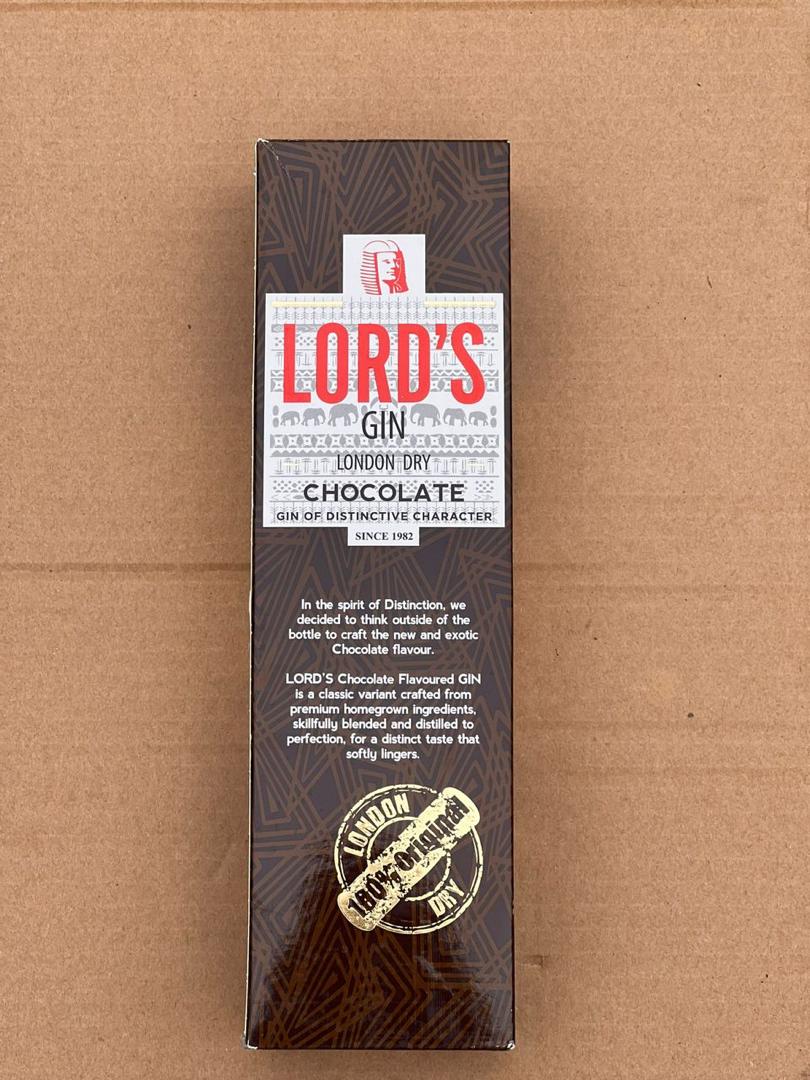 LORD'S
GIN
LONDON DRY
CHOCOLATE
GIN OF DISTINCTIVE CHARACTER
SINCE 1982
In the spirit of Distinction, we
decided to think outside of the
bottle to craft the new and exotic
Chocolate flavour.
LORD'S Chocolate Flavoured GIN
is a classic variant crafted from
premium homegrown ingredients,
skillfully blended and distilled to
perfection, for a distinct taste that
softly lingers.
LONDON
100% Original
DRY